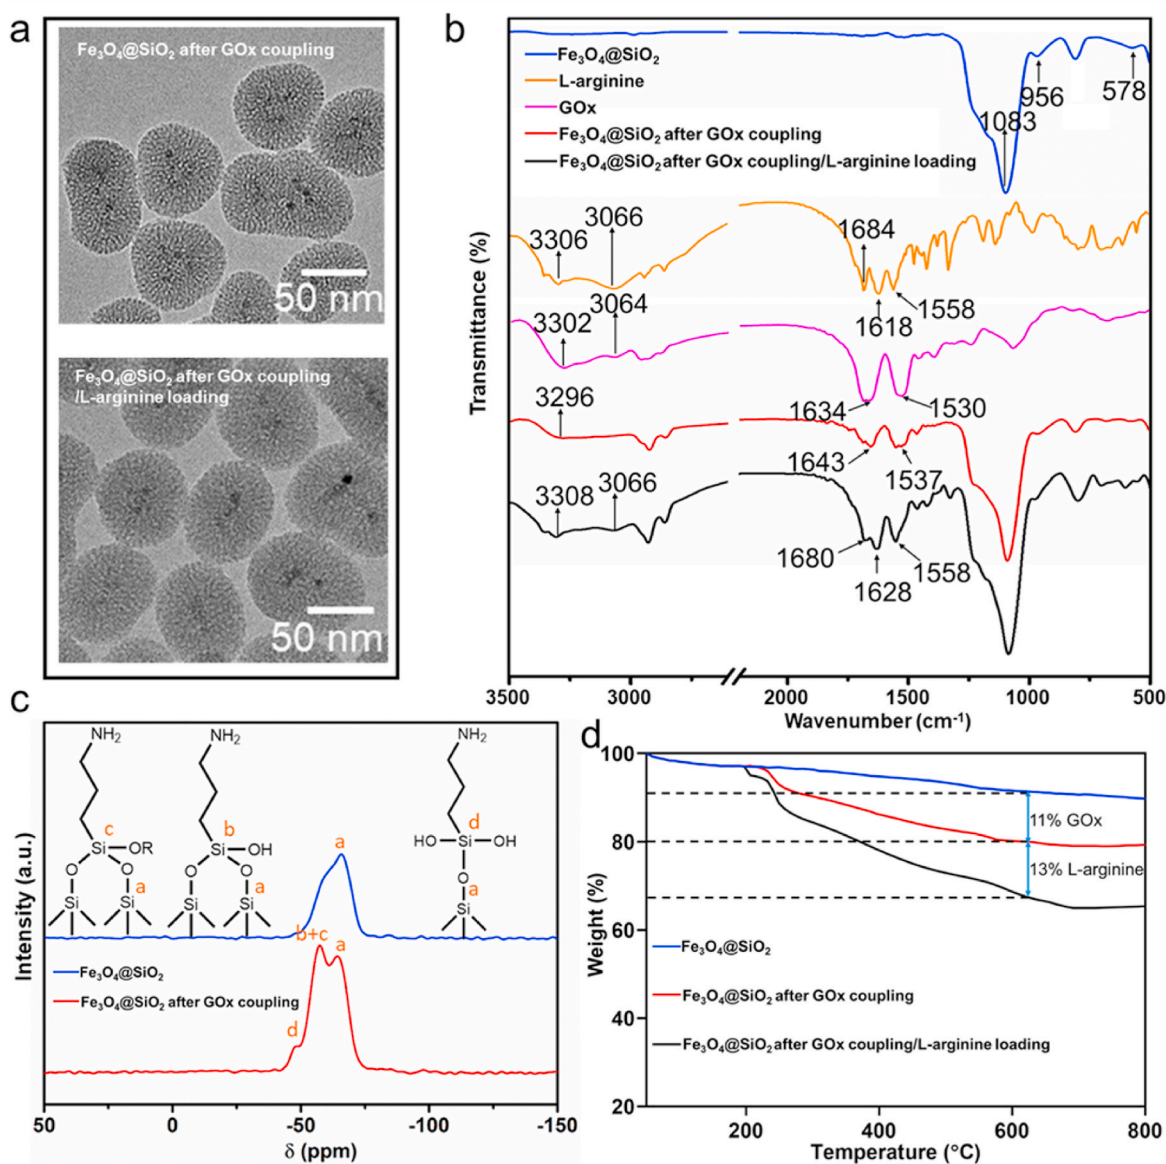 a
Fe₃O₄@SiO₂ after GOx coupling
50 nm
Fe₃O₄@SiO₂ after GOx coupling
/L-arginine loading
50 nm
b
Fe₃O₄@SiO₂
L-arginine
GOx
Fe₃O₄@SiO₂ after GOx coupling
Fe₃O₄@SiO₂ after GOx coupling/L-arginine loading
956
578
1083
3306
3066
1684
1618
1558
3302
3064
1634
1530
3296
1643
1537
3308
3066
1680
1628
1558
Transmittance (%)
3500
3000
2000
1500
1000
500
Wavenumber (cm⁻¹)
c
NH₂
NH₂
NH₂
c
Si
OR
O
O
a
Si
Si
b
Si
OH
O
O
a
Si
Si
d
HO
Si
OH
O
a
Si
a
b+c
a
d
Fe₃O₄@SiO₂
Fe₃O₄@SiO₂ after GOx coupling
Intensity (a.u.)
50
0
-50
-100
-150
δ (ppm)
d
100
80
60
40
20
Weight (%)
11% GOx
13% L-arginine
Fe₃O₄@SiO₂
Fe₃O₄@SiO₂ after GOx coupling
Fe₃O₄@SiO₂ after GOx coupling/L-arginine loading
200
400
600
800
Temperature (°C)